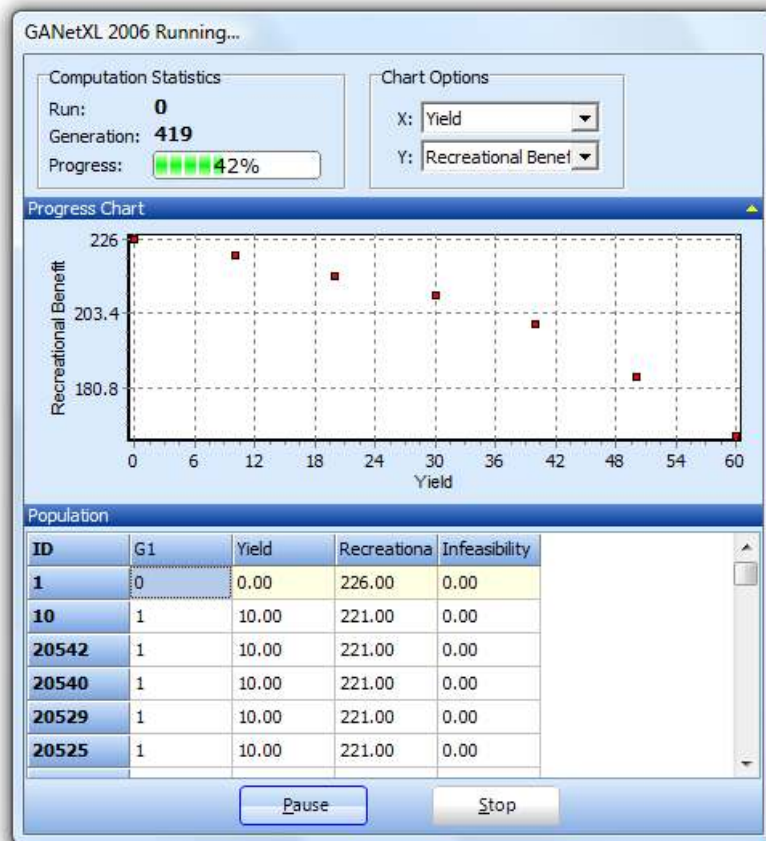 GANetXL 2006 Running...
Computation Statistics
Run: 0
Generation: 419
Progress: 42%
Chart Options
X: Yield
Y: Recreational Benef
Progress Chart
Recreational Benefit
226
203.4
180.8
0 6 12 18 24 30 36 42 48 54 60
Yield
Population
ID G1 Yield Recreationa Infeasibility
1 0 0.00 226.00 0.00
10 1 10.00 221.00 0.00
20542 1 10.00 221.00 0.00
20540 1 10.00 221.00 0.00
20529 1 10.00 221.00 0.00
20525 1 10.00 221.00 0.00
Pause Stop